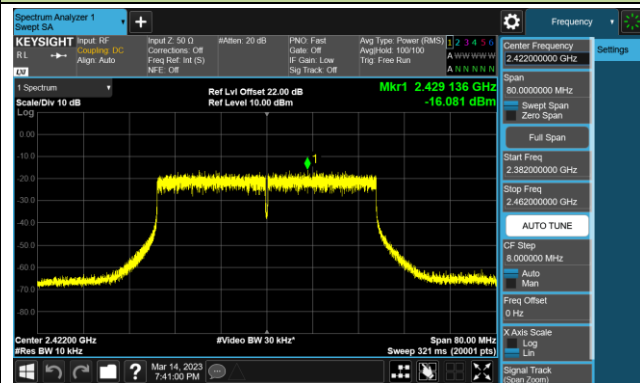 Spectrum Analyzer 1
Swept SA
Frequency
KEYSIGHT
RL
LXI
Input: RF
Coupling: DC
Align: Auto
Input Z: 50 Ω
Corrections: Off
Freq Ref: Int (S)
NFE: Off
#Atten: 20 dB
PNO: Fast
Gate: Off
IF Gain: Low
Sig Track: Off
Avg Type: Power (RMS)
Avg|Hold: 100/100
Trig: Free Run
1 2 3 4 5 6
A W W W W W
A N N N N N
1 Spectrum
Scale/Div 10 dB
Log
Ref Lvl Offset 22.00 dB
Ref Level 10.00 dBm
Mkr1 2.429 136 GHz
-16.081 dBm
0.00
-10.0
-20.0
-30.0
-40.0
-50.0
-60.0
-70.0
-80.0
1
Center 2.42200 GHz
#Res BW 10 kHz
#Video BW 30 kHz*
Span 80.00 MHz
Sweep 321 ms (20001 pts)
Center Frequency
2.422000000 GHz
Settings
Span
80.0000000 MHz
Swept Span
Zero Span
Full Span
Start Freq
2.382000000 GHz
Stop Freq
2.462000000 GHz
AUTO TUNE
CF Step
8.000000 MHz
Auto
Man
Freq Offset
0 Hz
X Axis Scale
Log
Lin
Signal Track
(Span Zoom)
?
Mar 14, 2023
7:41:00 PM